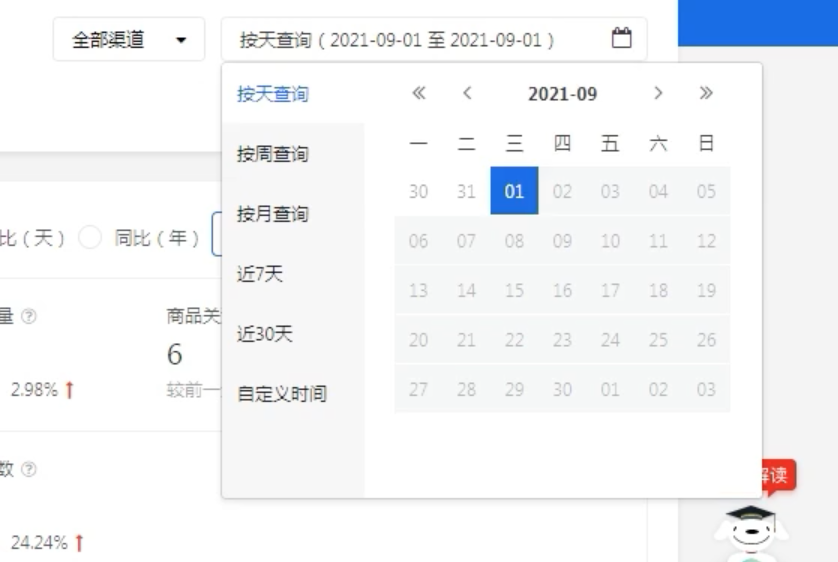 全部渠道
按天查询（2021-09-01 至 2021-09-01）
按天查询
按周查询
按月查询
近7天
近30天
自定义时间
2021-09
一 二 三 四 五 六 日
30 31 01 02 03 04 05
06 07 08 09 10 11 12
13 14 15 16 17 18 19
20 21 22 23 24 25 26
27 28 29 30 01 02 03
比（天） 同比（年）
量
商品关
6
2.98%
较前一
数
24.24%
解读